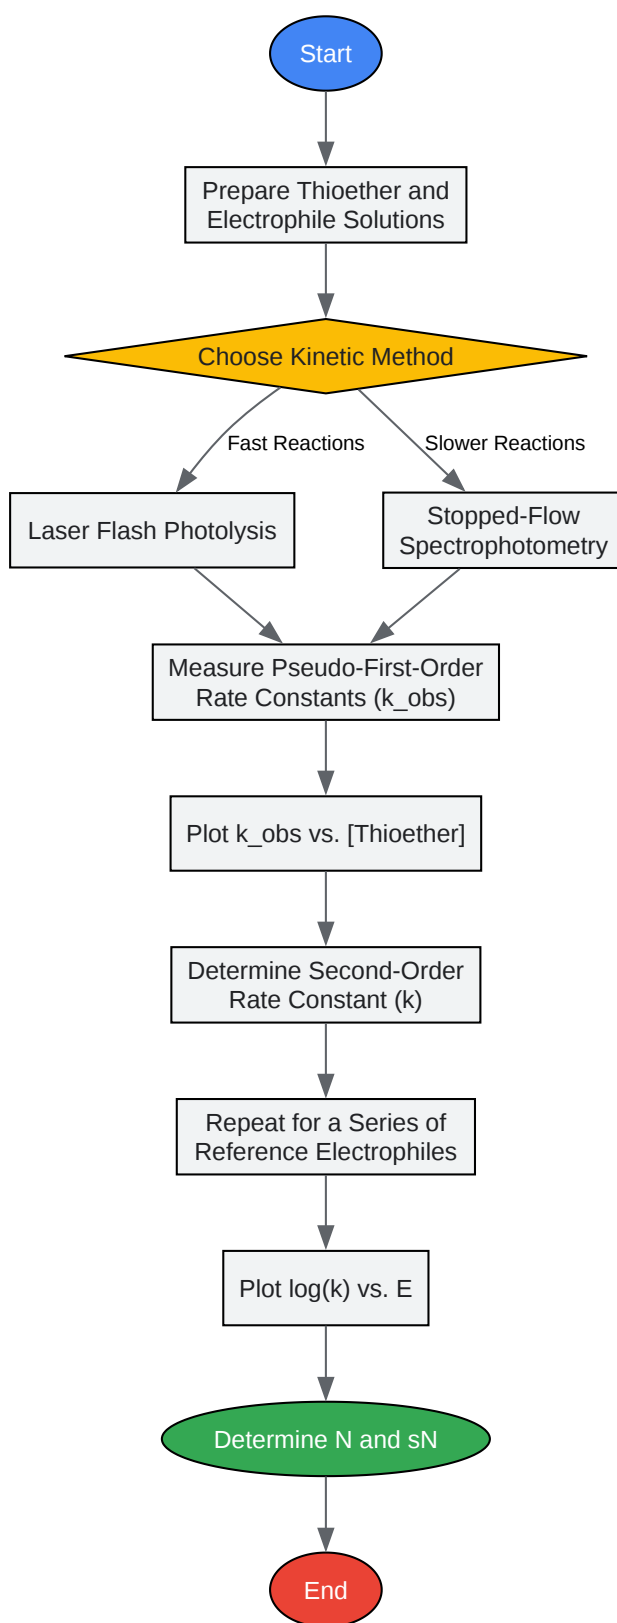 Start
Prepare Thioether and
Electrophile Solutions
Choose Kinetic Method
Fast Reactions
Slower Reactions
Laser Flash Photolysis
Stopped-Flow
Spectrophotometry
Measure Pseudo-First-Order
Rate Constants (k_obs)
Plot k_obs vs. [Thioether]
Determine Second-Order
Rate Constant (k)
Repeat for a Series of
Reference Electrophiles
Plot log(k) vs. E
Determine N and sN
End